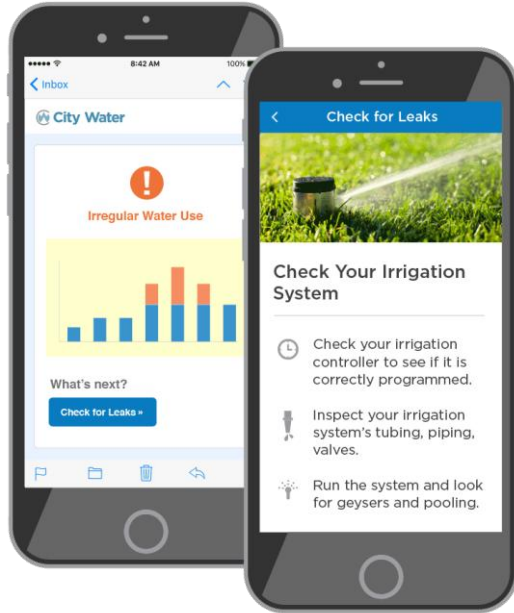 8:42 AM
100%
Inbox
City Water
!
Irregular Water Use
What's next?
Check for Leaks »
Check for Leaks
Check Your Irrigation
System
Check your irrigation
controller to see if it is
correctly programmed.
Inspect your irrigation
system's tubing, piping,
valves.
Run the system and look
for geysers and pooling.